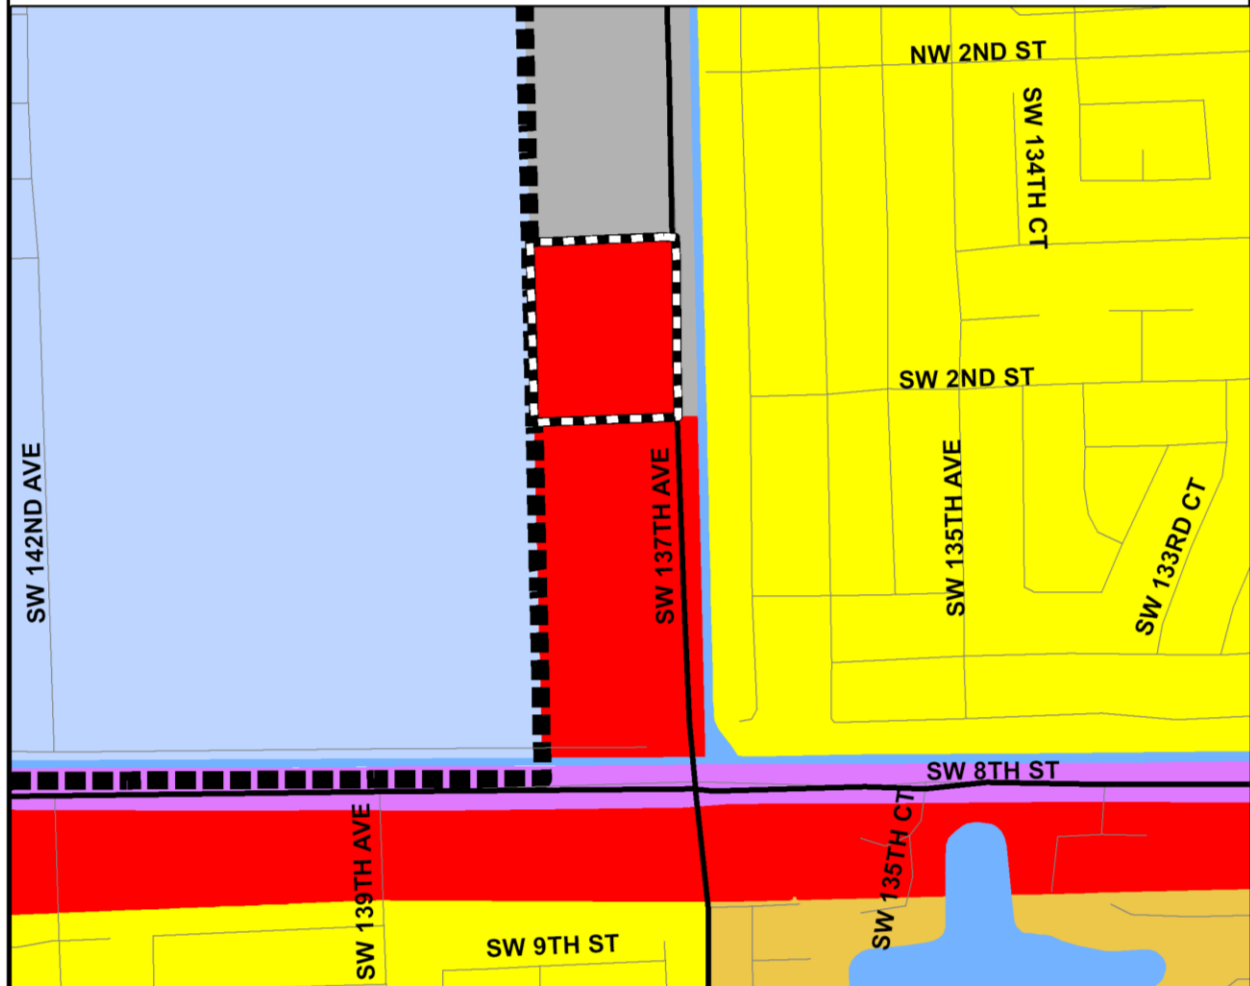 NW 2ND ST
SW 134TH CT
SW 2ND ST
SW 142ND AVE
SW 137TH AVE
SW 135TH AVE
SW 133RD CT
SW 8TH ST
SW 139TH AVE
SW 135TH CT
SW 9TH ST